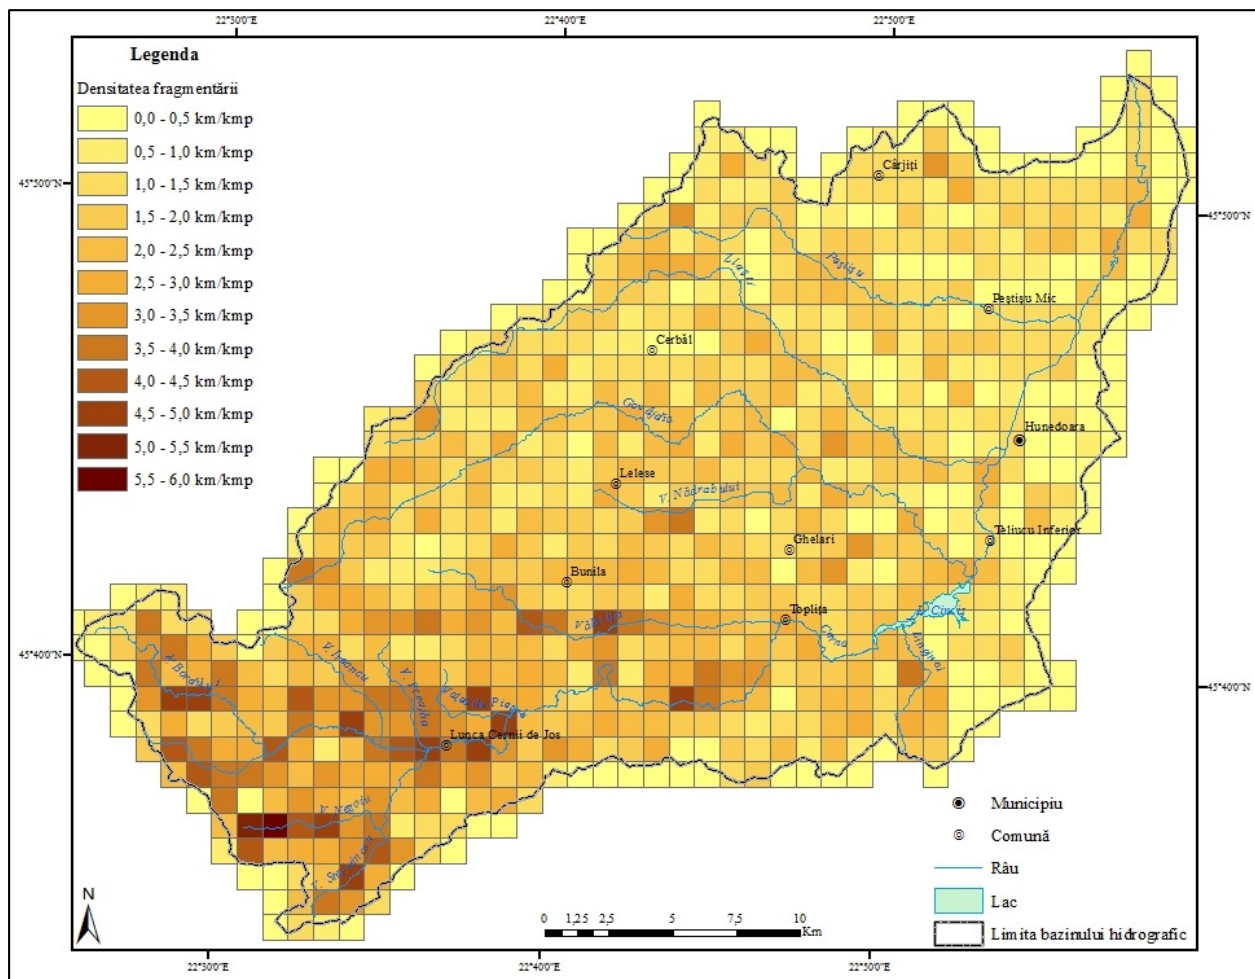 22°30'0"E 22°40'0"E 22°50'0"E
Legenda
Densitatea fragmentării
0,0 - 0,5 km/kmp
0,5 - 1,0 km/kmp
1,0 - 1,5 km/kmp
1,5 - 2,0 km/kmp
2,0 - 2,5 km/kmp
2,5 - 3,0 km/kmp
3,0 - 3,5 km/kmp
3,5 - 4,0 km/kmp
4,0 - 4,5 km/kmp
4,5 - 5,0 km/kmp
5,0 - 5,5 km/kmp
5,5 - 6,0 km/kmp
45°50'0"N
45°50'0"N
Cârjiți
Peștișu
Peștișu Mic
Cerbăl
Govăjdia
Hunedoara
Lelese
V. Nădrabului
Teliucu Inferior
Ghelari
Bunila
Toplița
L. Cinciș
Cerna
45°40'0"N
45°40'0"N
Lunca Cernii de Jos
V. Negoiu
Municipiu
Comună
Râu
Lac
Limita bazinului hidrografic
N
0 1,25 2,5 5 7,5 10
Km
22°30'0"E 22°40'0"E 22°50'0"E